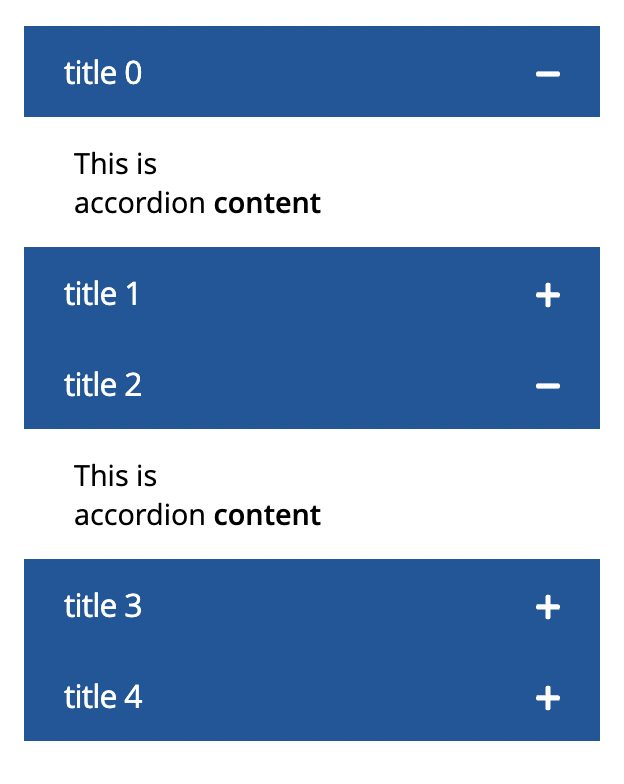 title 0
This is
accordion content
title 1
title 2
This is
accordion content
title 3
title 4